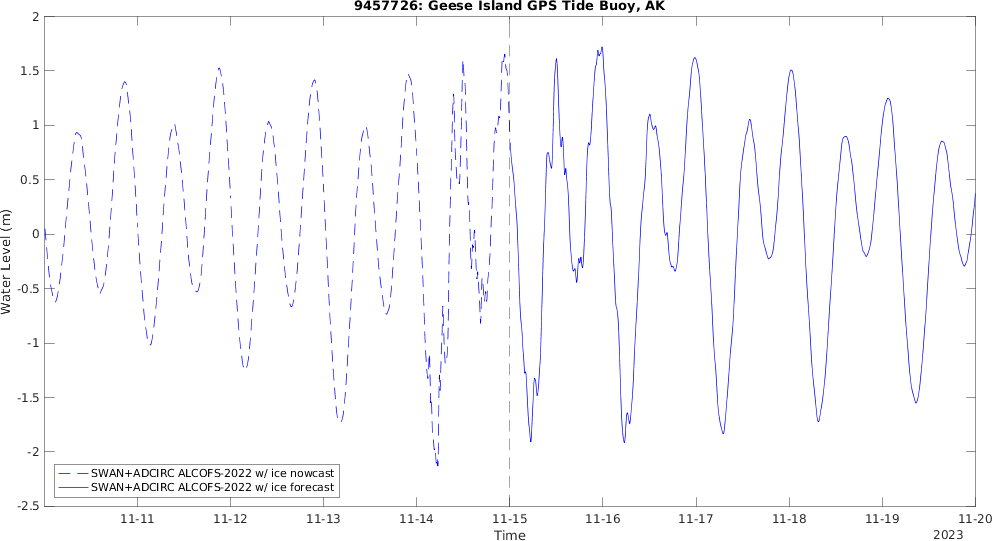 9457726: Geese Island GPS Tide Buoy, AK
Water Level (m)
2
1.5
1
0.5
0
-0.5
-1
-1.5
-2
-2.5
SWAN+ADCIRC ALCOFS-2022 w/ ice nowcast
SWAN+ADCIRC ALCOFS-2022 w/ ice forecast
11-11 11-12 11-13 11-14 11-15 11-16 11-17 11-18 11-19 11-20
Time
2023